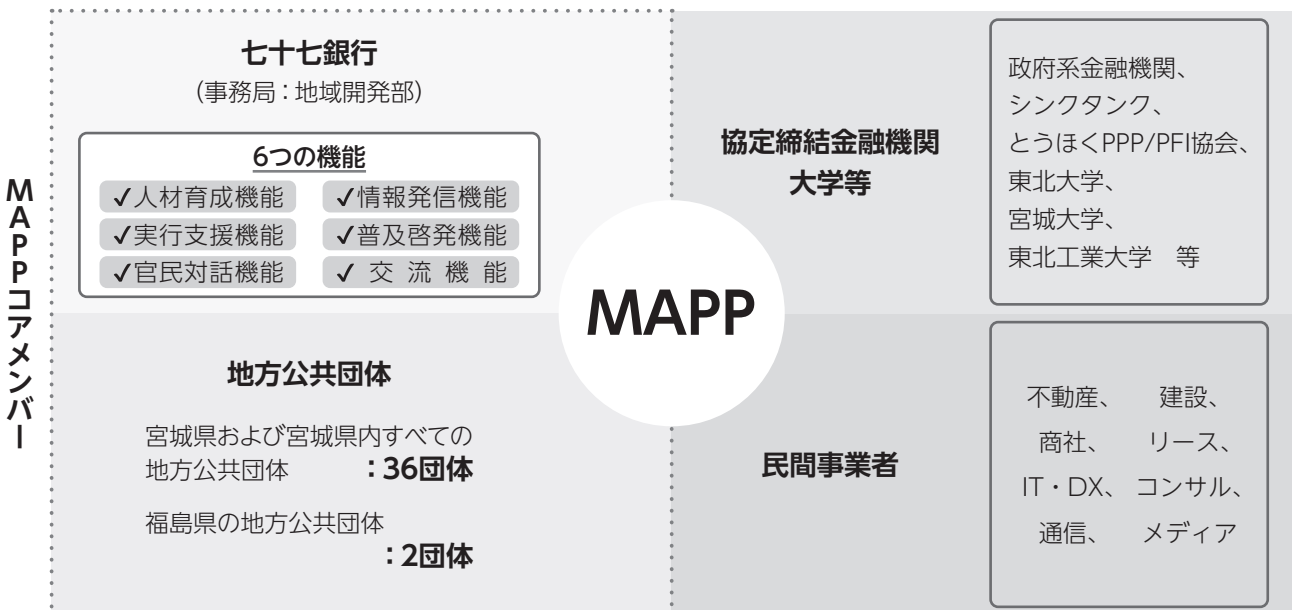 MAPPコアメンバー
七十七銀行
(事務局:地域開発部)
6つの機能
✓人材育成機能 ✓情報発信機能
✓実行支援機能 ✓普及啓発機能
✓官民対話機能 ✓交流機能
協定締結金融機関
大学等
政府系金融機関、
シンクタンク、
とうほくPPP/PFI協会、
東北大学、
宮城大学、
東北工業大学 等
MAPP
地方公共団体
宮城県および宮城県内すべての
地方公共団体 :36団体
福島県の地方公共団体
:2団体
民間事業者
不動産、 建設、
商社、 リース、
IT・DX、 コンサル、
通信、 メディア